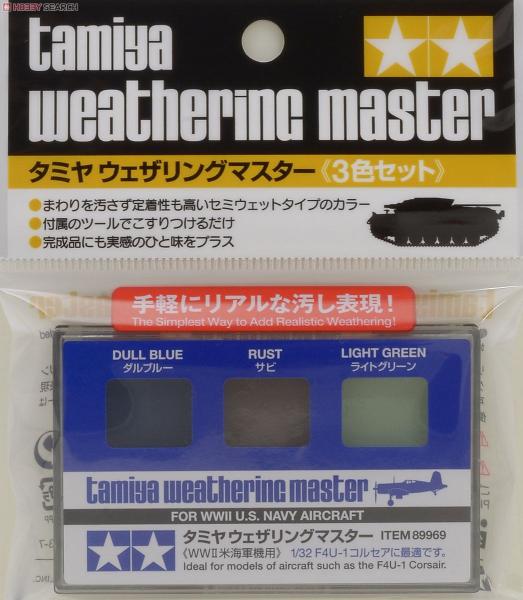 HOBBY SEARCH
tamiya
weathering master
タミヤ ウェザリングマスター《3色セット》
●まわりを汚さず定着性も高いセミウェットタイプのカラー
●付属のツールでこすりつけるだけ
●完成品にも実感のひと味をプラス
手軽にリアルな汚し表現！
The Simplest Way to Add Realistic Weathering!
DULL BLUE RUST LIGHT GREEN
ダルブルー サビ ライトグリーン
tamiya weathering master
FOR WWII U.S. NAVY AIRCRAFT
タミヤ ウェザリングマスター ITEM 89969
《WWII米海軍機用》 1/32 F4U-1コルセアに最適です。
Ideal for models of aircraft such as the F4U-1 Corsair.